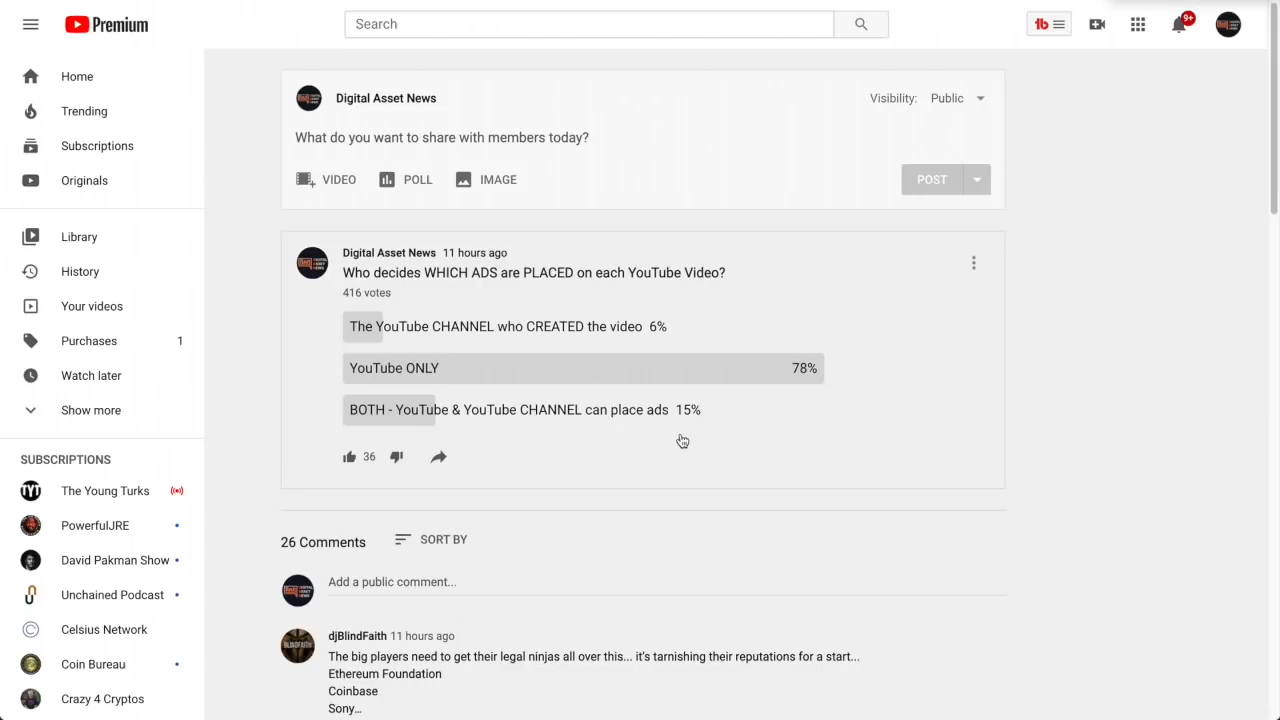 Premium
Search
9+
Home
Trending
Subscriptions
Originals
Library
History
Your videos
Purchases 1
Watch later
Show more
SUBSCRIPTIONS
The Young Turks
PowerfulJRE
David Pakman Show
Unchained Podcast
Celsius Network
Coin Bureau
Crazy 4 Cryptos
Digital Asset News
Visibility: Public
What do you want to share with members today?
VIDEO POLL IMAGE
POST
Digital Asset News 11 hours ago
Who decides WHICH ADS are PLACED on each YouTube Video?
416 votes
The YouTube CHANNEL who CREATED the video 6%
YouTube ONLY 78%
BOTH - YouTube & YouTube CHANNEL can place ads 15%
36
26 Comments SORT BY
Add a public comment...
djBlindFaith 11 hours ago
The big players need to get their legal ninjas all over this... it's tarnishing their reputations for a start...
Ethereum Foundation
Coinbase
Sony...